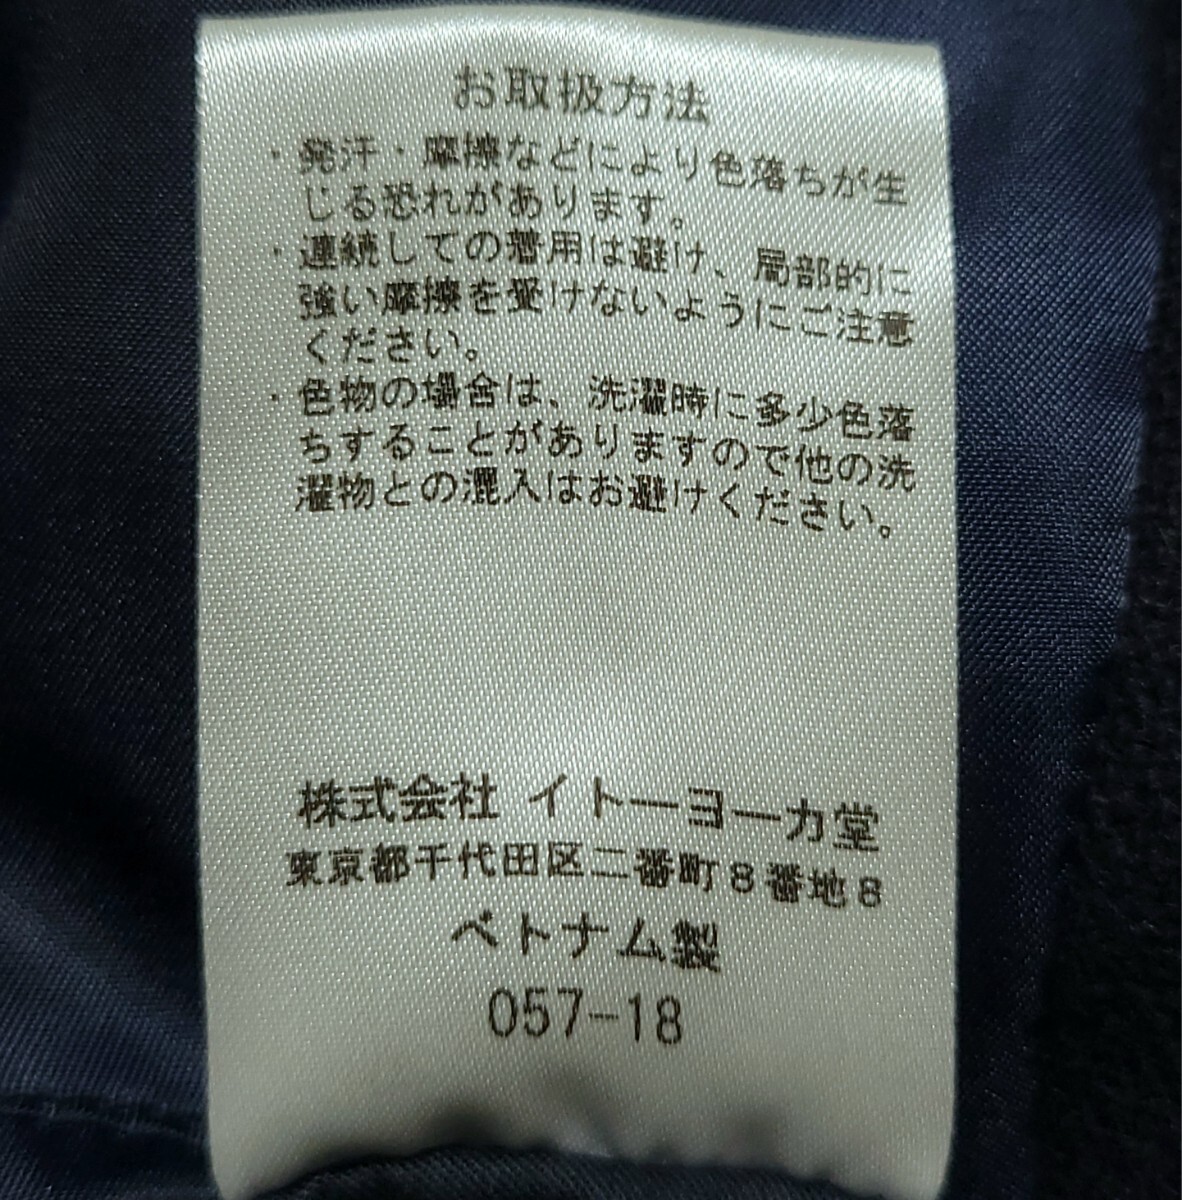 お取扱方法
・発汗・摩擦などにより色落ちが生
じる恐れがあります。
・連続しての着用は避け、局部的に
強い摩擦を受けないようにご注意
ください。
・色物の場合は、洗濯時に多少色落
ちすることがありますので他の洗
濯物との混入はお避けください。
株式会社 イトーヨーカ堂
東京都千代田区二番町8番地8
ベトナム製
057-18